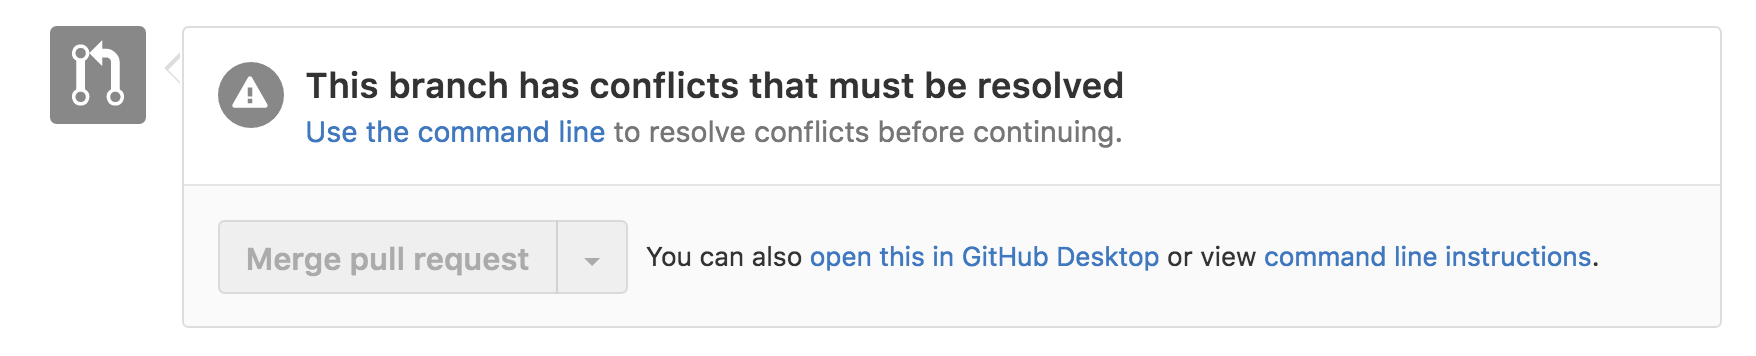 This branch has conflicts that must be resolved
Use the command line to resolve conflicts before continuing.
Merge pull request
You can also open this in GitHub Desktop or view command line instructions.